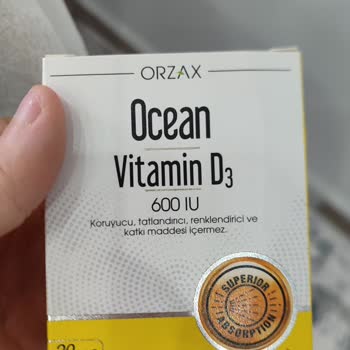 ORZAX
Ocean
Vitamin D3
600 IU
Koruyucu, tatlandırıcı, renklendirici ve
katkı maddesi içermez.
SUPERIOR
ABSORPTION